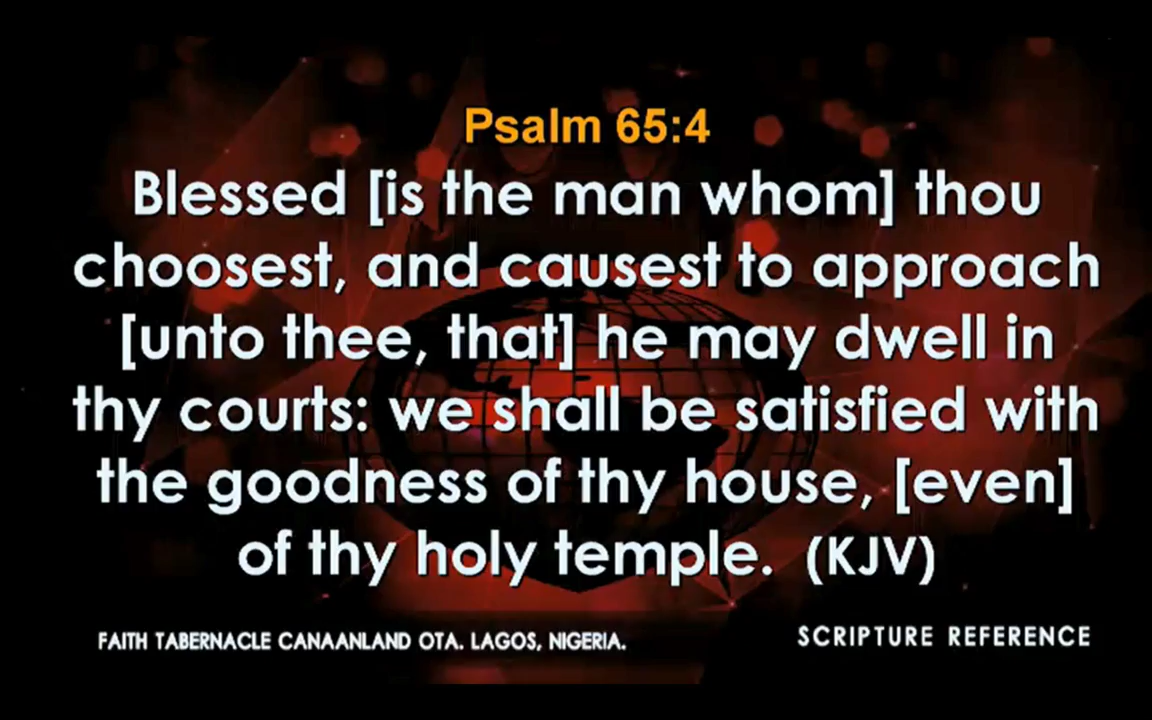 Psalm 65:4
Blessed [is the man whom] thou
choosest, and causest to approach
[unto thee, that] he may dwell in
thy courts: we shall be satisfied with
the goodness of thy house, [even]
of thy holy temple. (KJV)
FAITH TABERNACLE CANAANLAND OTA. LAGOS, NIGERIA.
SCRIPTURE REFERENCE